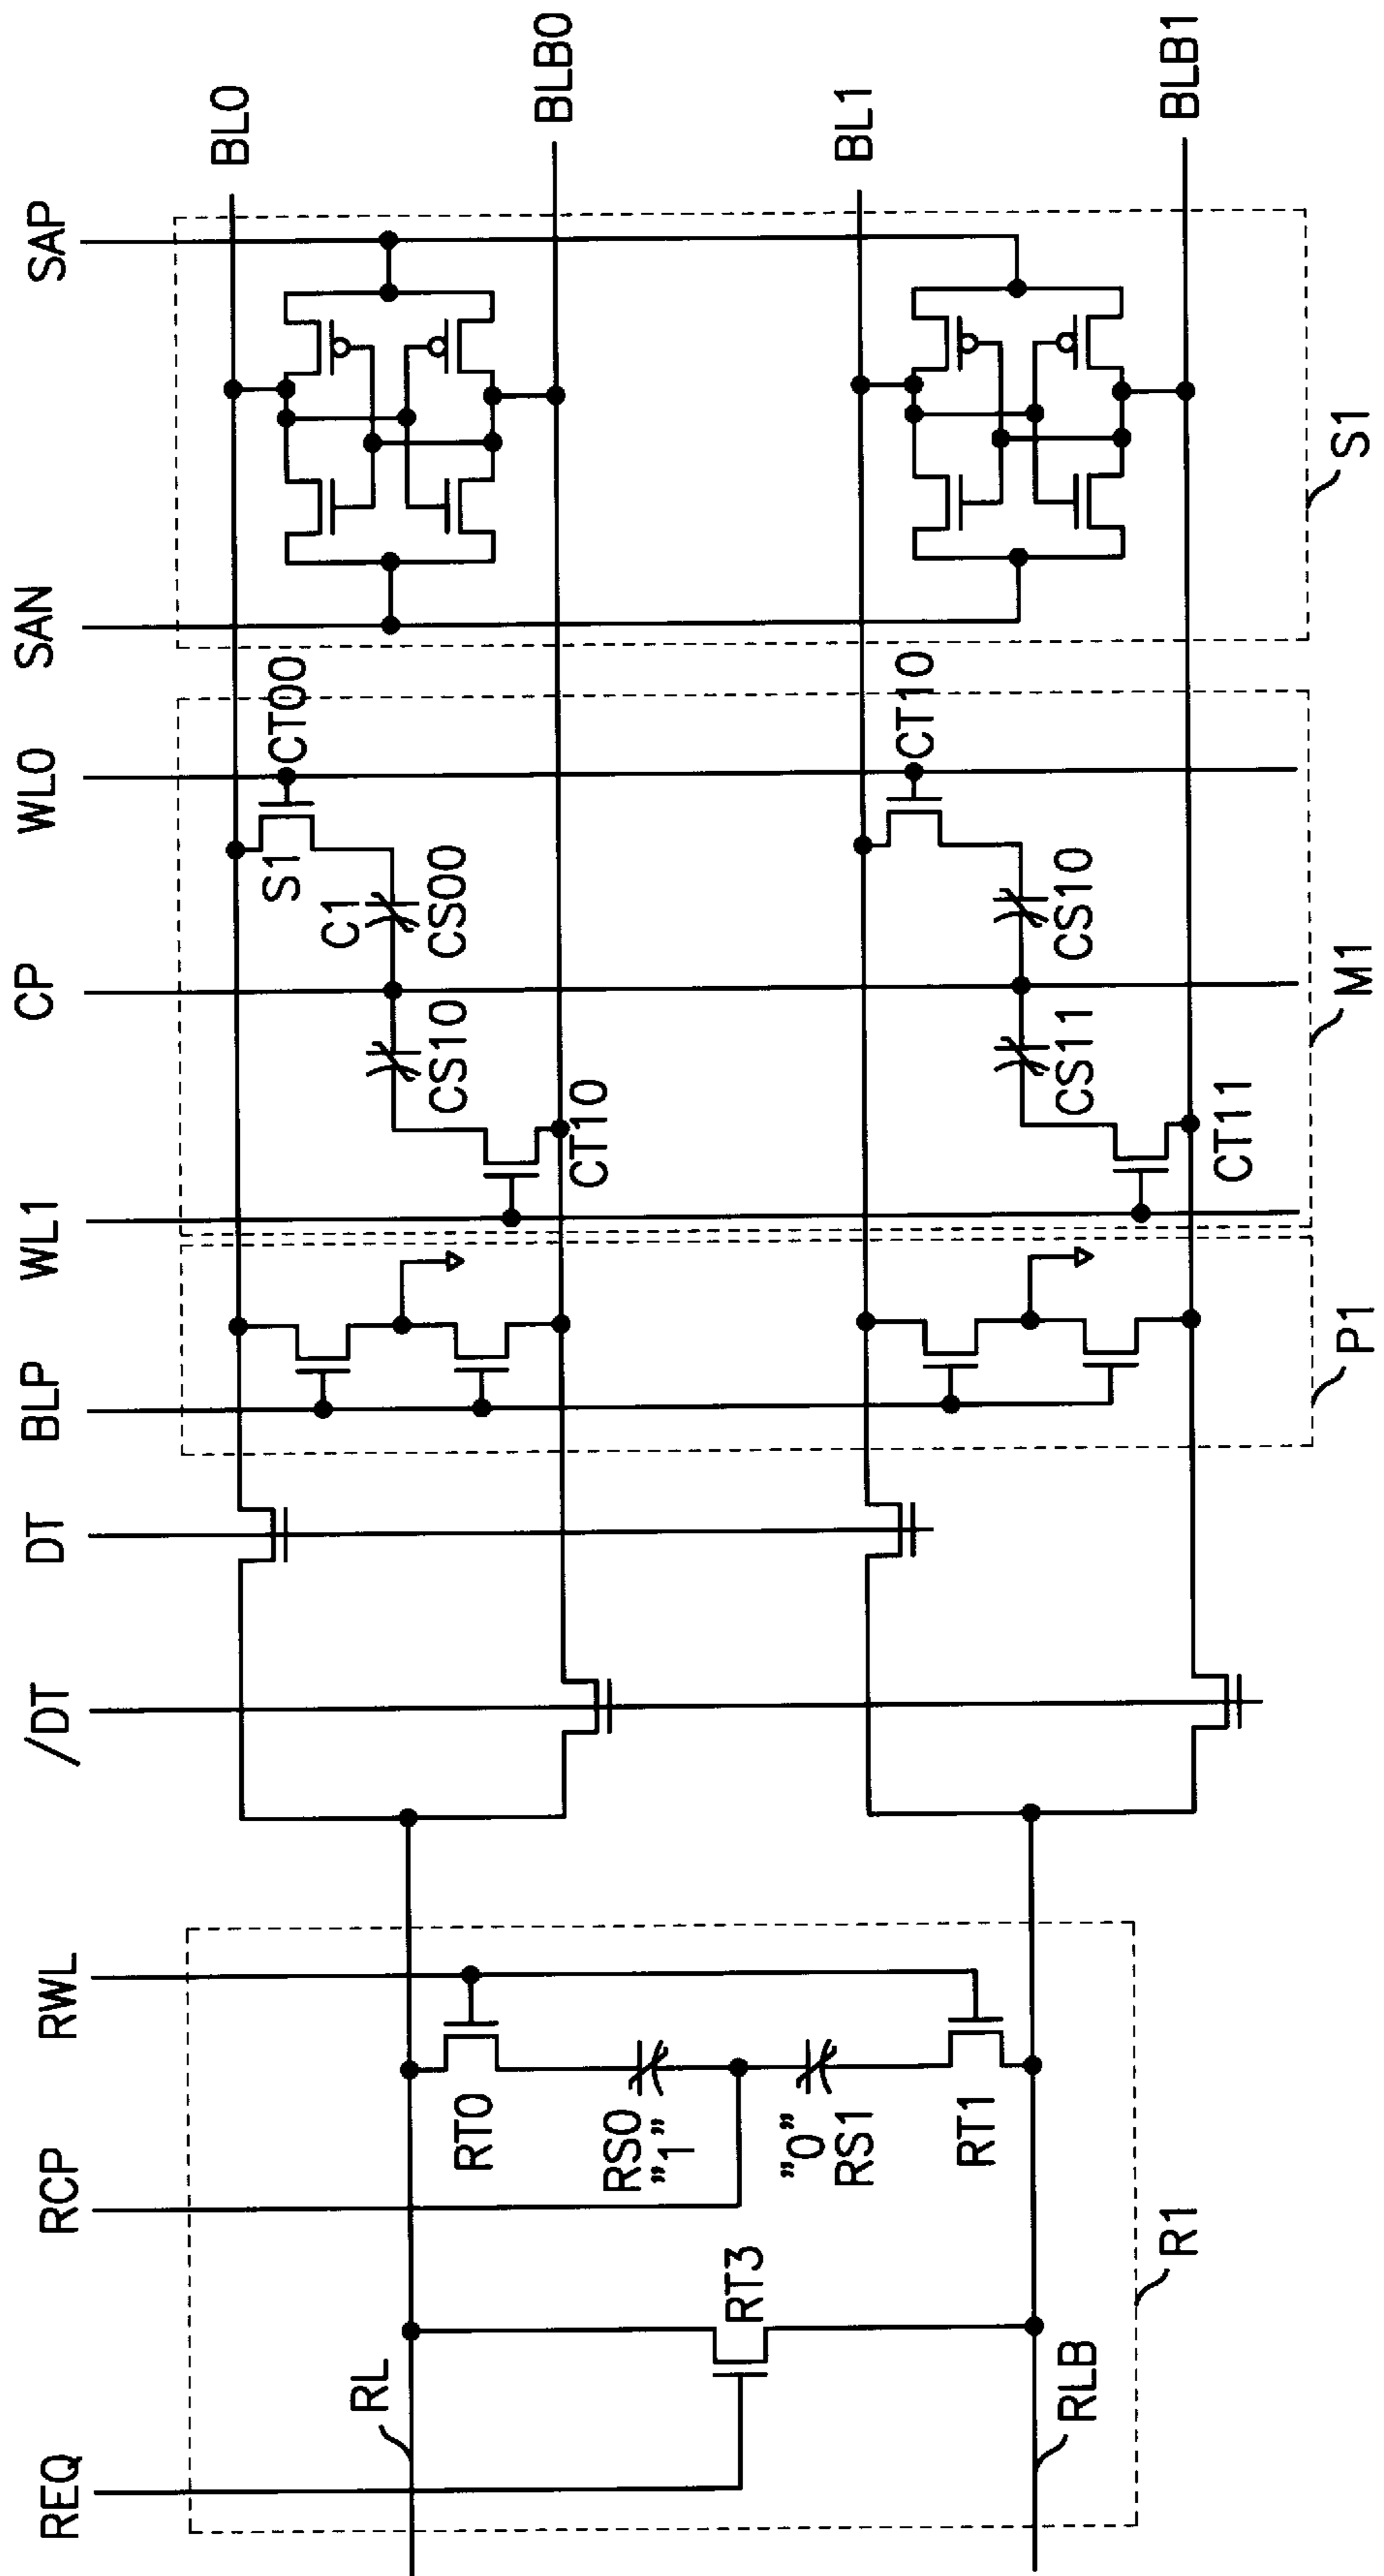 REQ
RCP
RWL
/DT
DT
BLP
WL1
CP
WL0
SAN
SAP
BL0
BLB0
BL1
BLB1
RL
RLB
RT3
RT0
RS0
"1"
"0"
RS1
RT1
R1
P1
CT10
CS10
C1
CS00
S1
CT00
CT11
CS11
CS10
CT10
M1
S1